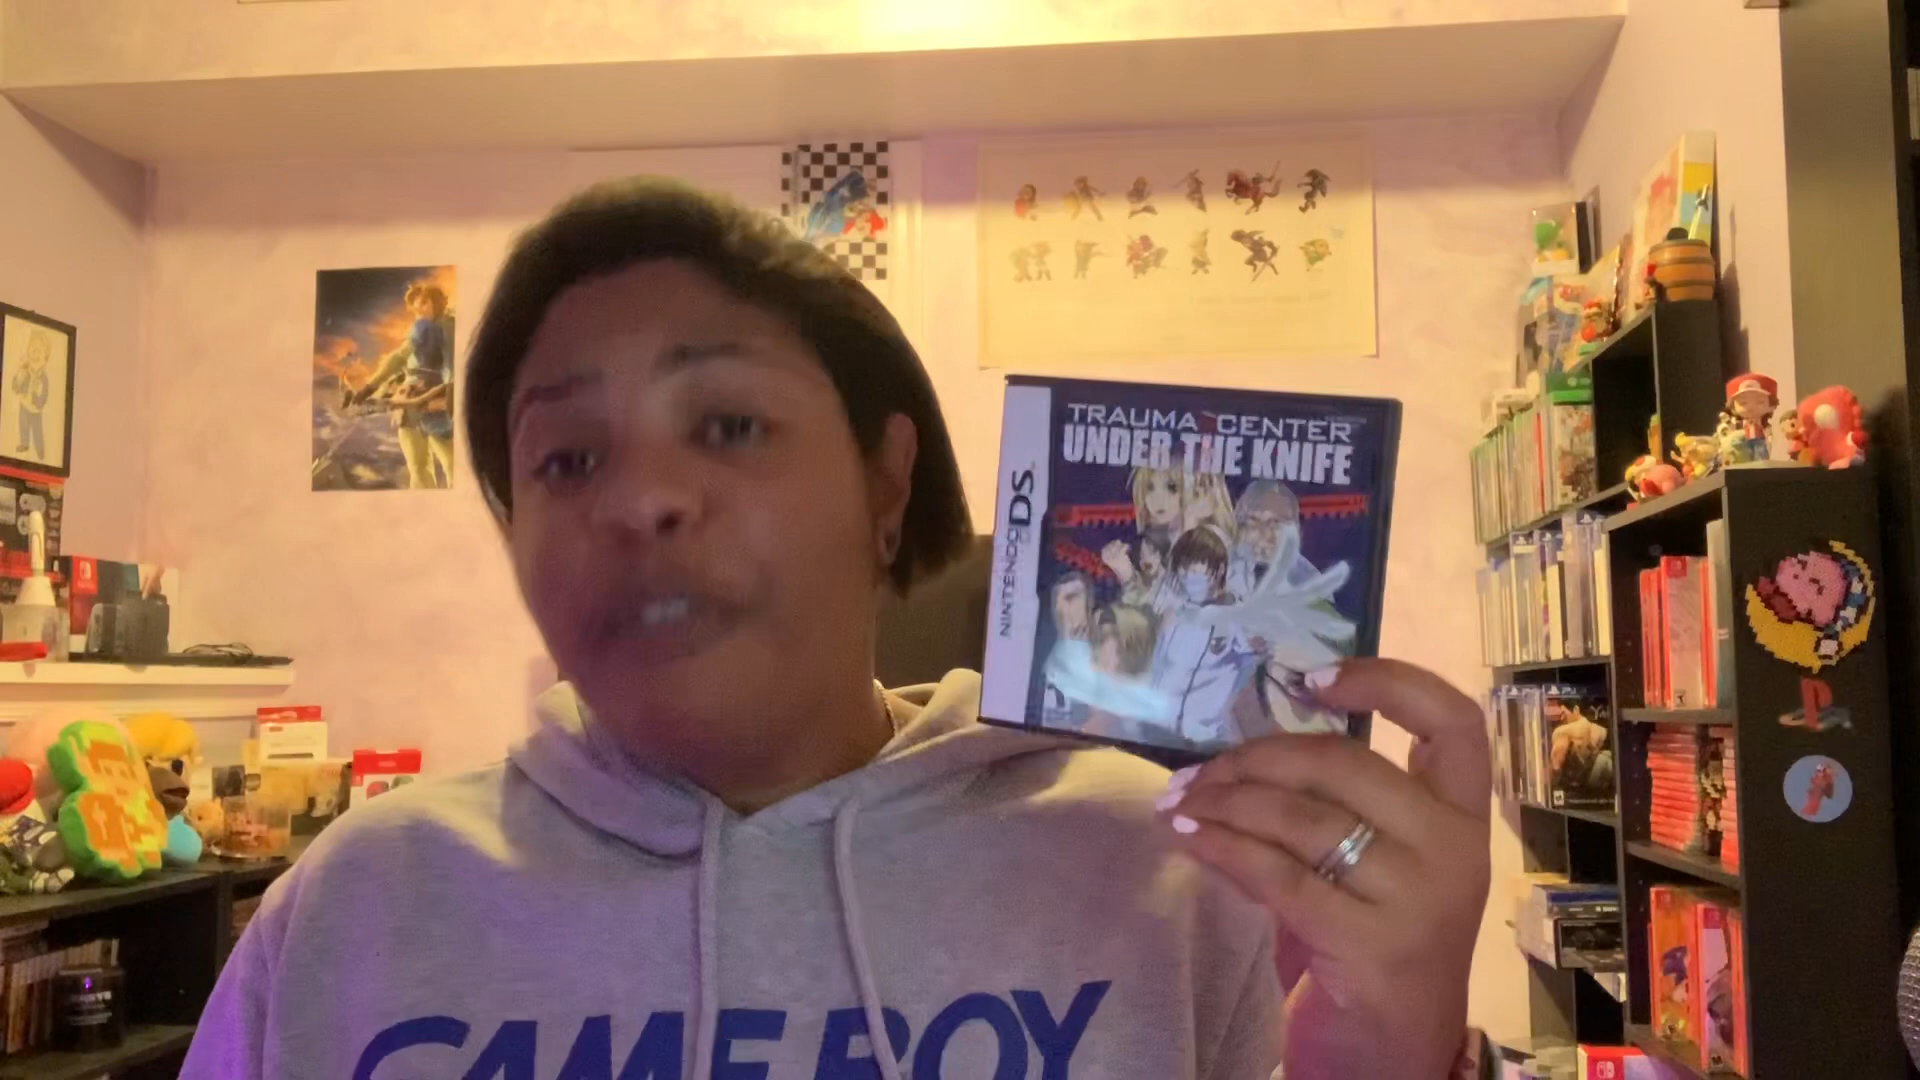 TRAUMA CENTER
UNDER THE KNIFE
NINTENDO DS
GAME BOY